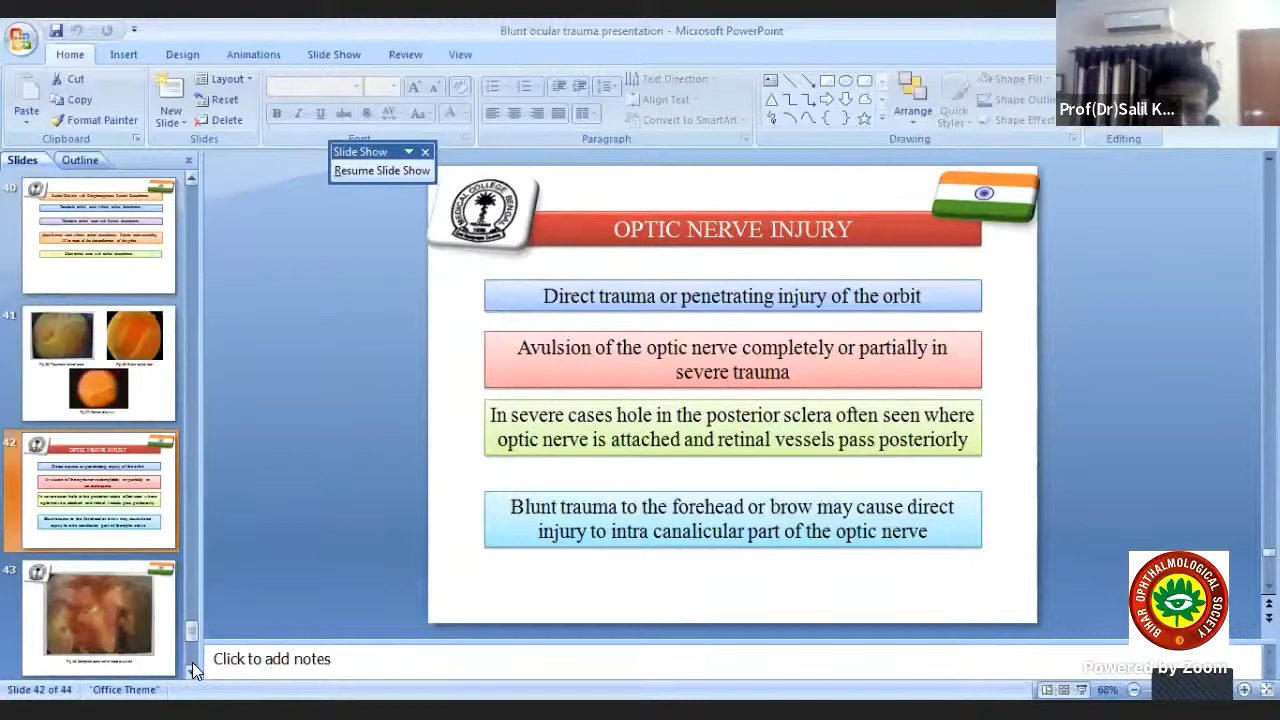 Blunt ocular trauma presentation - Microsoft PowerPoint
Home Insert Design Animations Slide Show Review View
Cut
Copy
Format Painter
Paste
Clipboard
New
Slide
Layout
Reset
Delete
Slides
Font
Text Direction
Align Text
Convert to SmartArt
Paragraph
Arrange
Quick
Styles
Shape Fill
Shape Outl
Shape Effec
Drawing
Editing
Prof(Dr)Salil K...
Slide Show
Resume Slide Show
Slides Outline
40
41
42
OPTIC NERVE INJURY
43
OPTIC NERVE INJURY
Direct trauma or penetrating injury of the orbit
Avulsion of the optic nerve completely or partially in
severe trauma
In severe cases hole in the posterior sclera often seen where
optic nerve is attached and retinal vessels pass posteriorly
Blunt trauma to the forehead or brow may cause direct
injury to intra canalicular part of the optic nerve
BIHAR OPHTHALMOLOGICAL SOCIETY
Powered by Zoom
Click to add notes
Slide 42 of 44 "Office Theme" 68%